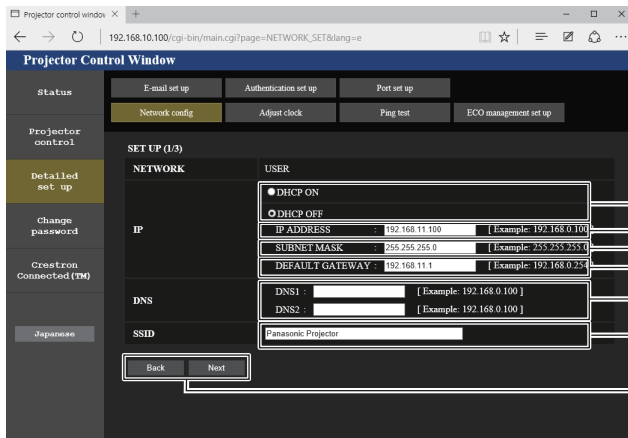 Projector control window
192.168.10.100/cgi-bin/main.cgi?page=NETWORK_SET&lang=e
Projector Control Window
Status
Projector
control
Detailed
set up
Change
password
Crestron
Connected(TM)
Japanese
E-mail set up Authentication set up Port set up
Network config Adjust clock Ping test ECO management set up
SET UP (1/3)
NETWORK USER
IP
DHCP ON
DHCP OFF
IP ADDRESS : 192.168.11.100 [ Example: 192.168.0.100
SUBNET MASK : 255.255.255.0 [ Example: 255.255.255.0
DEFAULT GATEWAY : 192.168.11.1 [ Example: 192.168.0.254
DNS
DNS1 : [ Example: 192.168.0.100 ]
DNS2 : [ Example: 192.168.0.100 ]
SSID Panasonic Projector
Back Next